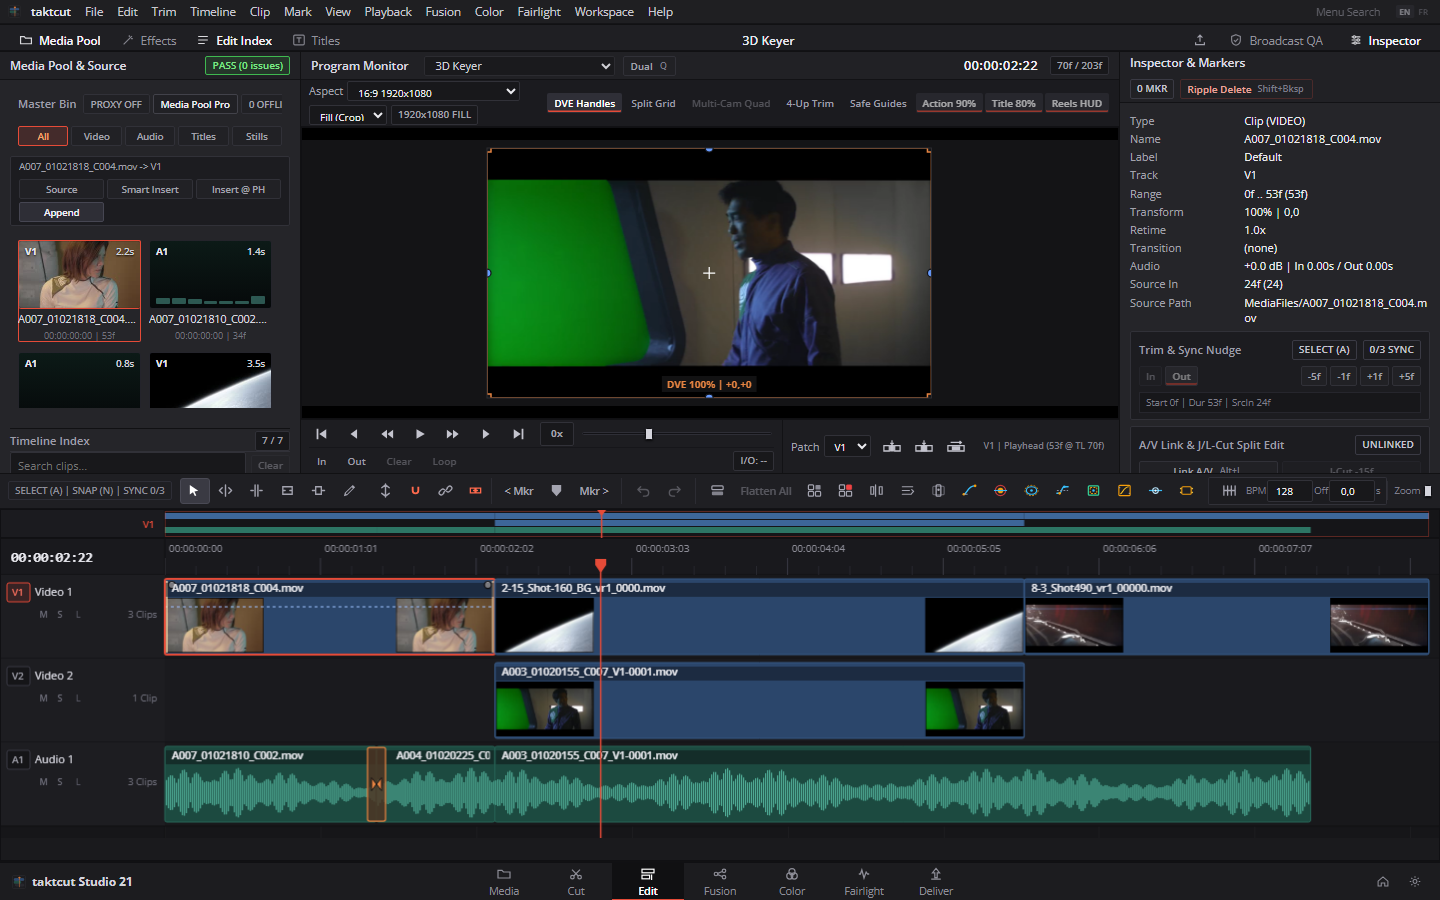 taktcut File Edit Trim Timeline Clip Mark View Playback Fusion Color Fairlight Workspace Help Menu Search EN FR
Media Pool Effects Edit Index Titles 3D Keyer Broadcast QA Inspector
Media Pool & Source PASS (0 issues)
Master Bin PROXY OFF Media Pool Pro 0 OFFLI
All Video Audio Titles Stills
A007_01021818_C004.mov -> V1
Source Smart Insert Insert @ PH
Append
V1 2.2s A1 1.4s
A007_01021818_C004.... A007_01021810_C002....
00:00:00:00 | 53f 00:00:00:00 | 34f
A1 0.8s V1 3.5s
Timeline Index 7 / 7
Search clips... Clear
Program Monitor 3D Keyer Dual Q 00:00:02:22 70f / 203f
Aspect 16:9 1920x1080
Fill (Crop) 1920x1080 FILL
DVE Handles Split Grid Multi-Cam Quad 4-Up Trim Safe Guides Action 90% Title 80% Reels HUD
DVE 100% | +0,+0
0x
In Out Clear Loop I/O: --
Patch V1 V1 | Playhead (53f @ TL 70f)
Inspector & Markers
0 MKR Ripple Delete Shift+Bksp
Type Clip (VIDEO)
Name A007_01021818_C004.mov
Label Default
Track V1
Range 0f .. 53f (53f)
Transform 100% | 0,0
Retime 1.0x
Transition (none)
Audio +0.0 dB | In 0.00s / Out 0.00s
Source In 24f (24)
Source Path MediaFiles/A007_01021818_C004.m
ov
Trim & Sync Nudge SELECT (A) 0/3 SYNC
In Out -5f -1f +1f +5f
Start 0f | Dur 53f | SrcIn 24f
A/V Link & J/L-Cut Split Edit UNLINKED
Link A/V Alt+L J-Cut -15f
SELECT (A) | SNAP (N) | SYNC 0/3 < Mkr Mkr > Flatten All BPM 128 Off 0,0 s Zoom
V1
00:00:02:22
00:00:00:00 00:00:01:01 00:00:02:02 00:00:03:03 00:00:04:04 00:00:05:05 00:00:06:06 00:00:07:07
V1 Video 1
M S L 3 Clips
A007_01021818_C004.mov 2-15_Shot-160_BG_vr1_0000.mov 8-3_Shot490_vr1_00000.mov
V2 Video 2
M S L 1 Clip
A003_01020155_C007_V1-0001.mov
A1 Audio 1
M S L 3 Clips
A007_01021810_C002.mov A004_01020225_C0 A003_01020155_C007_V1-0001.mov
taktcut Studio 21
Media Cut Edit Fusion Color Fairlight Deliver